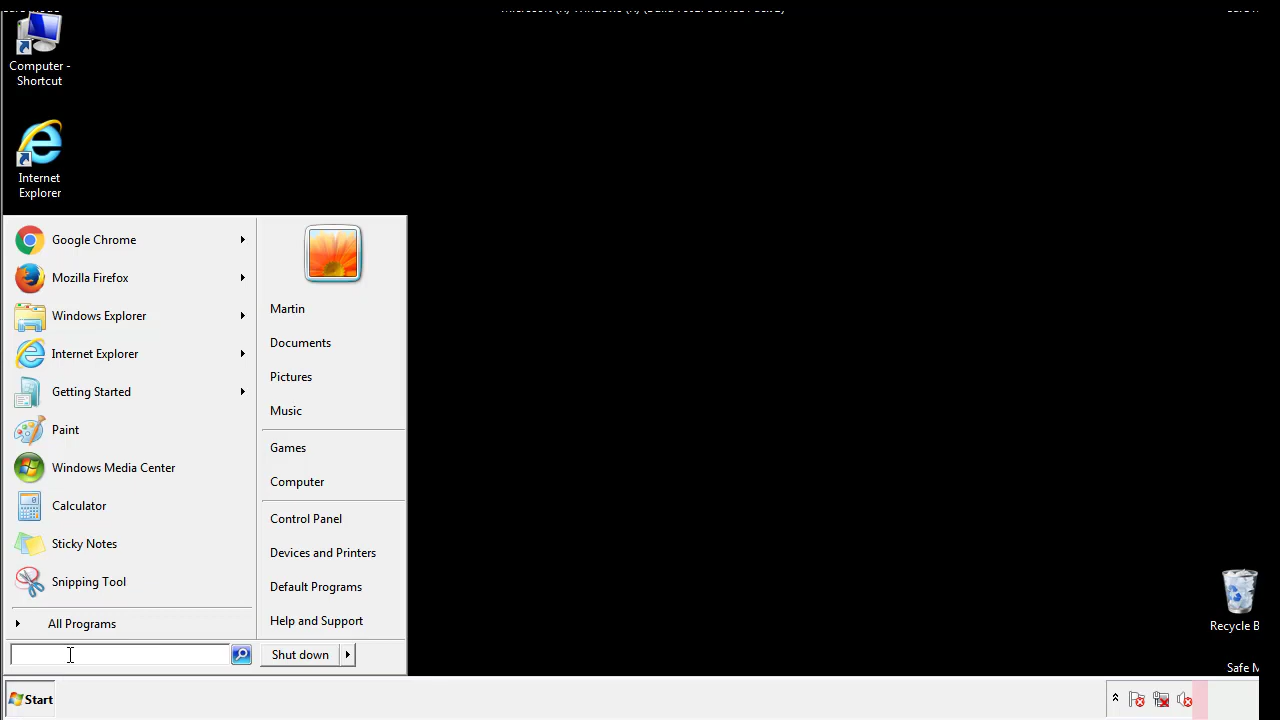 Computer -
Shortcut
Internet
Explorer
Google Chrome
Mozilla Firefox
Windows Explorer
Internet Explorer
Getting Started
Paint
Windows Media Center
Calculator
Sticky Notes
Snipping Tool
All Programs
Martin
Documents
Pictures
Music
Games
Computer
Control Panel
Devices and Printers
Default Programs
Help and Support
Shut down
Recycle B
Safe M
Start